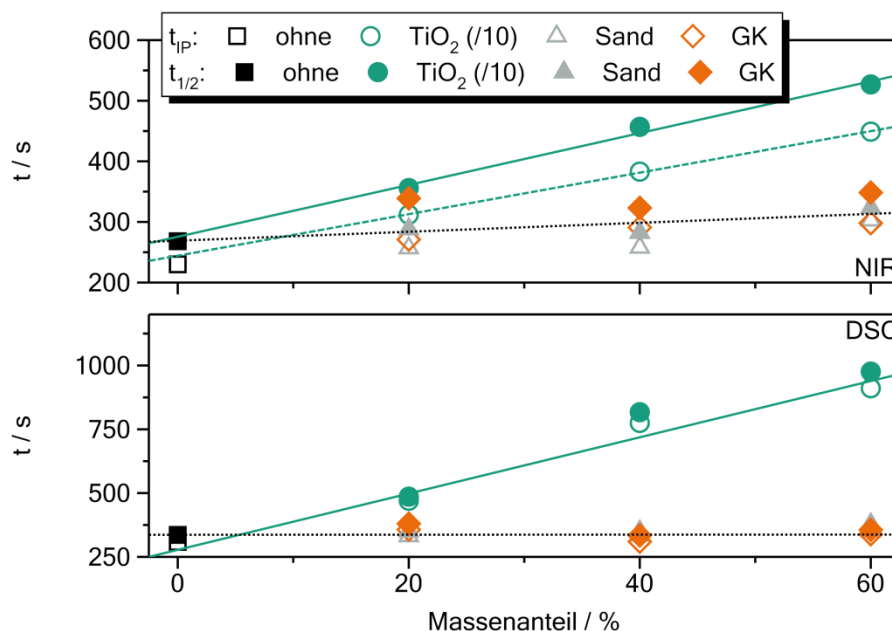 t_IP: ohne TiO₂ (/10) Sand GK
t_1/2: ohne TiO₂ (/10) Sand GK
600
500
400
300
200
t / s
NIR
1000
750
500
250
t / s
DSC
0 20 40 60
Massenanteil / %